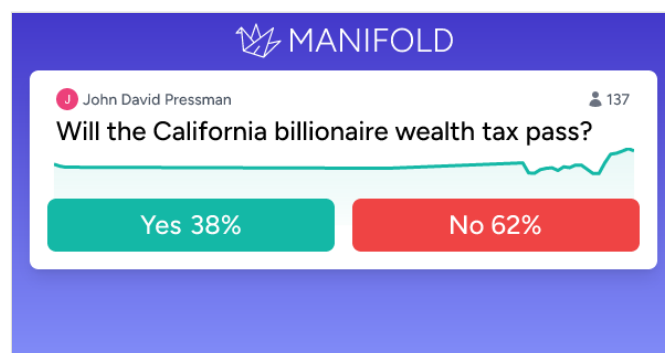 MANIFOLD
J John David Pressman 137
Will the California billionaire wealth tax pass?
Yes 38% No 62%